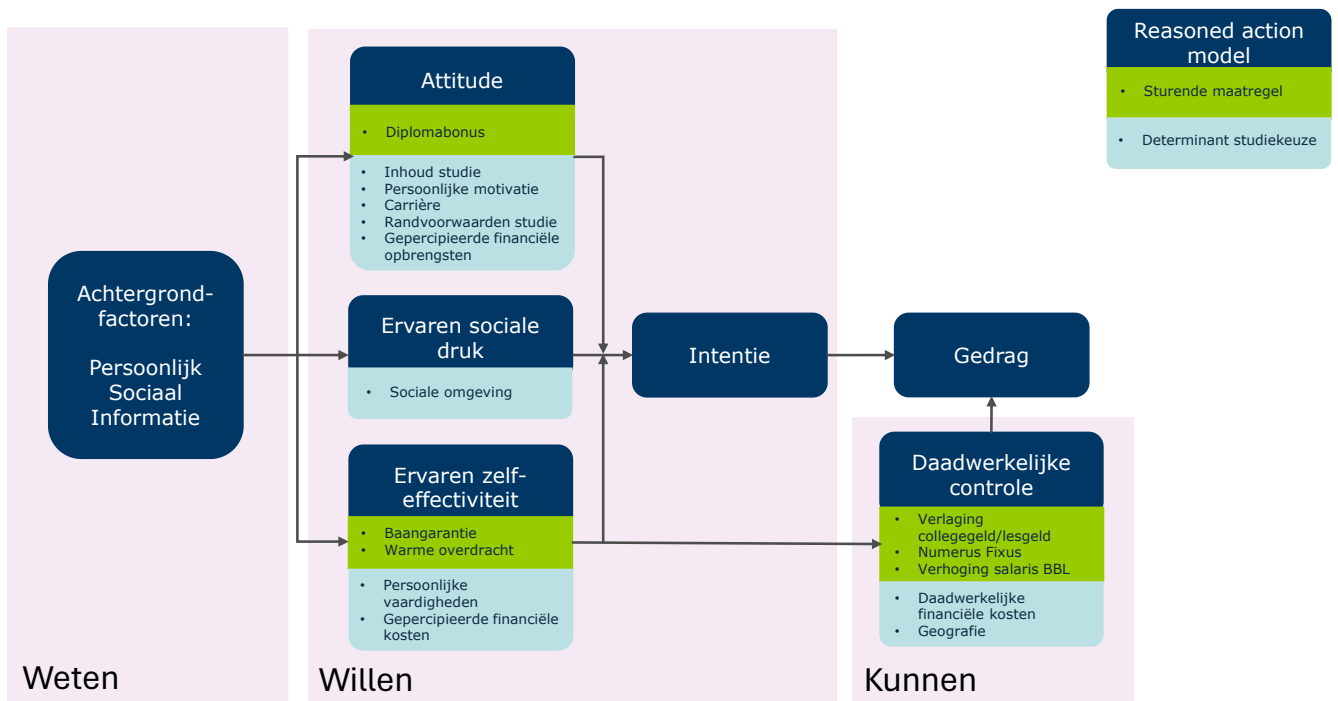 Reasoned action
model
• Sturende maatregel
• Determinant studiekeuze
Achtergrond-
factoren:
Persoonlijk
Sociaal
Informatie
Weten
Attitude
• Diplomabonus
• Inhoud studie
• Persoonlijke motivatie
• Carrière
• Randvoorwaarden studie
• Gepercipieerde financiële
opbrengsten
Ervaren sociale
druk
• Sociale omgeving
Ervaren zelf-
effectiviteit
• Baangarantie
• Warme overdracht
• Persoonlijke
vaardigheden
• Gepercipieerde financiële
kosten
Intentie
Willen
Gedrag
Daadwerkelijke
controle
• Verlaging
collegegeld/lesgeld
• Numerus Fixus
• Verhoging salaris BBL
• Daadwerkelijke
financiële kosten
• Geografie
Kunnen